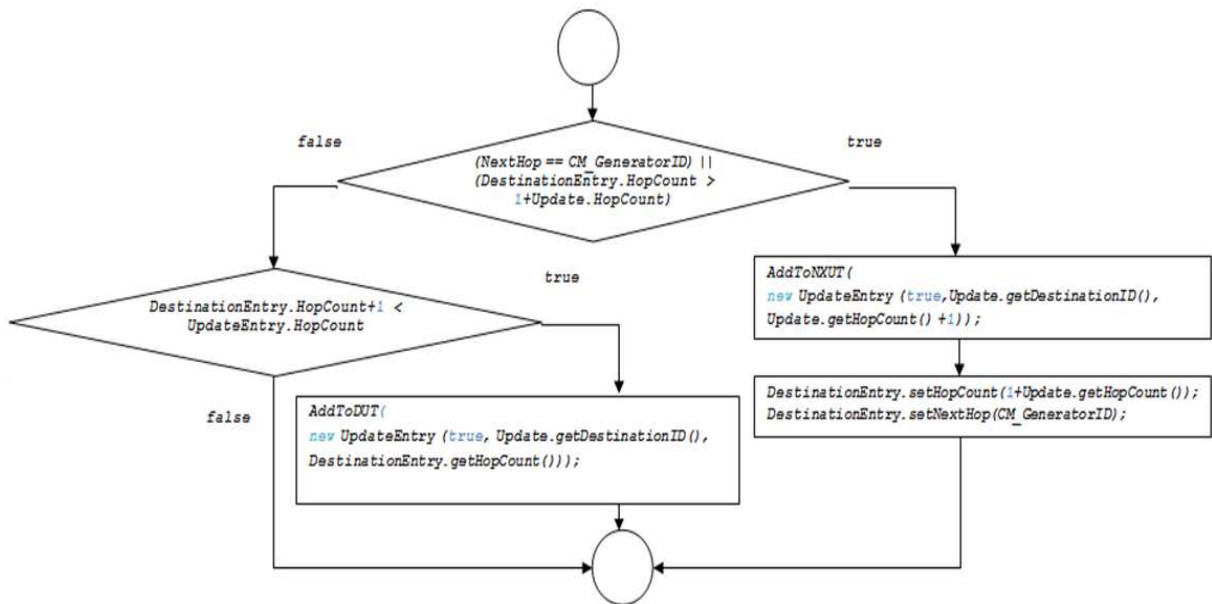 false
true
(NextHop == CM_GeneratorID) ||
(DestinationEntry.HopCount >
1+Update.HopCount)
true
DestinationEntry.HopCount+1 <
UpdateEntry.HopCount
AddToNXUT(
new UpdateEntry (true,Update.getDestinationID(),
Update.getHopCount() +1));
false
DestinationEntry.setHopCount(1+Update.getHopCount());
DestinationEntry.setNextHop(CM_GeneratorID);
AddToDUT(
new UpdateEntry (true, Update.getDestinationID(),
DestinationEntry.getHopCount()));